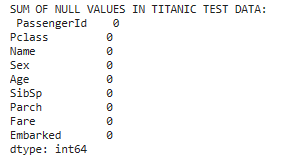 SUM OF NULL VALUES IN TITANIC TEST DATA:
PassengerId 0
Pclass 0
Name 0
Sex 0
Age 0
SibSp 0
Parch 0
Fare 0
Embarked 0
dtype: int64